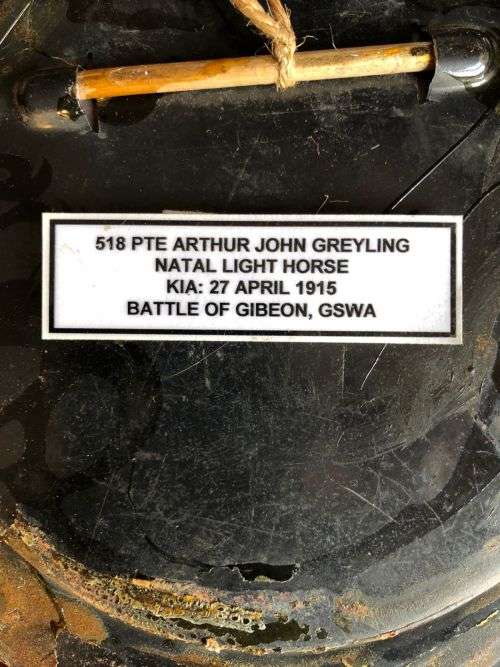 518 PTE ARTHUR JOHN GREYLING
NATAL LIGHT HORSE
KIA: 27 APRIL 1915
BATTLE OF GIBEON, GSWA